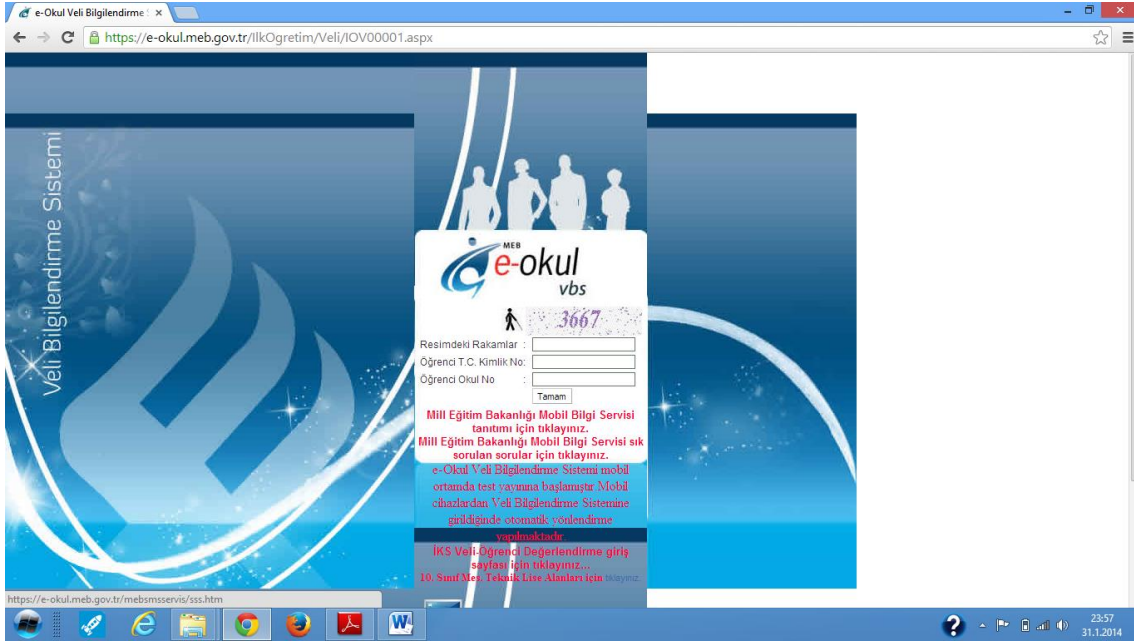 e-Okul Veli Bilgilendirme S
https://e-okul.meb.gov.tr/IlkOgretim/Veli/IOV00001.aspx
Veli Bilgilendirme Sistemi
MEB
e-okul
vbs
3667
Resimdeki Rakamlar :
Öğrenci T.C. Kimlik No:
Öğrenci Okul No :
Tamam
Mill Eğitim Bakanlığı Mobil Bilgi Servisi
tanıtımı için tıklayınız.
Mill Eğitim Bakanlığı Mobil Bilgi Servisi sık
sorulan sorular için tıklayınız.
e-Okul Veli Bilgilendirme Sistemi mobil
ortamda test yayınına başlamıştır Mobil
cihazlardan Veli Bilgilendirme Sistemine
girildiğinde otomatik yönlendirme
yapılmaktadır.
İKS Veli-Öğrenci Değerlendirme giriş
sayfası için tıklayınız...
10. Sınıf Mes. Teknik Lise Alanları için tıklayınız.
https://e-okul.meb.gov.tr/mebsmsservis/sss.htm
23:57
31.1.2014